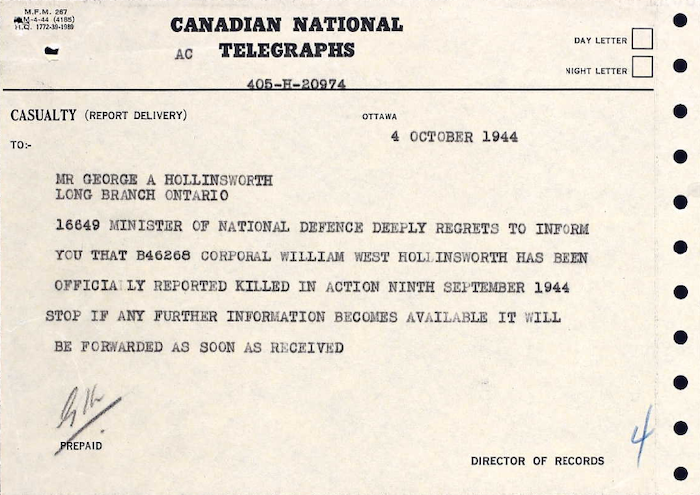 M.F.M. 267
M-4-44 (4185)
H.Q. 1772-39-1989
CANADIAN NATIONAL
TELEGRAPHS
AC
DAY LETTER
NIGHT LETTER
405-H-20974
CASUALTY (REPORT DELIVERY)
OTTAWA
TO:-
4 OCTOBER 1944
MR GEORGE A HOLLINSWORTH
LONG BRANCH ONTARIO
16649 MINISTER OF NATIONAL DEFENCE DEEPLY REGRETS TO INFORM
YOU THAT B46268 CORPORAL WILLIAM WEST HOLLINSWORTH HAS BEEN
OFFICIALLY REPORTED KILLED IN ACTION NINTH SEPTEMBER 1944
STOP IF ANY FURTHER INFORMATION BECOMES AVAILABLE IT WILL
BE FORWARDED AS SOON AS RECEIVED
PREPAID
4
DIRECTOR OF RECORDS